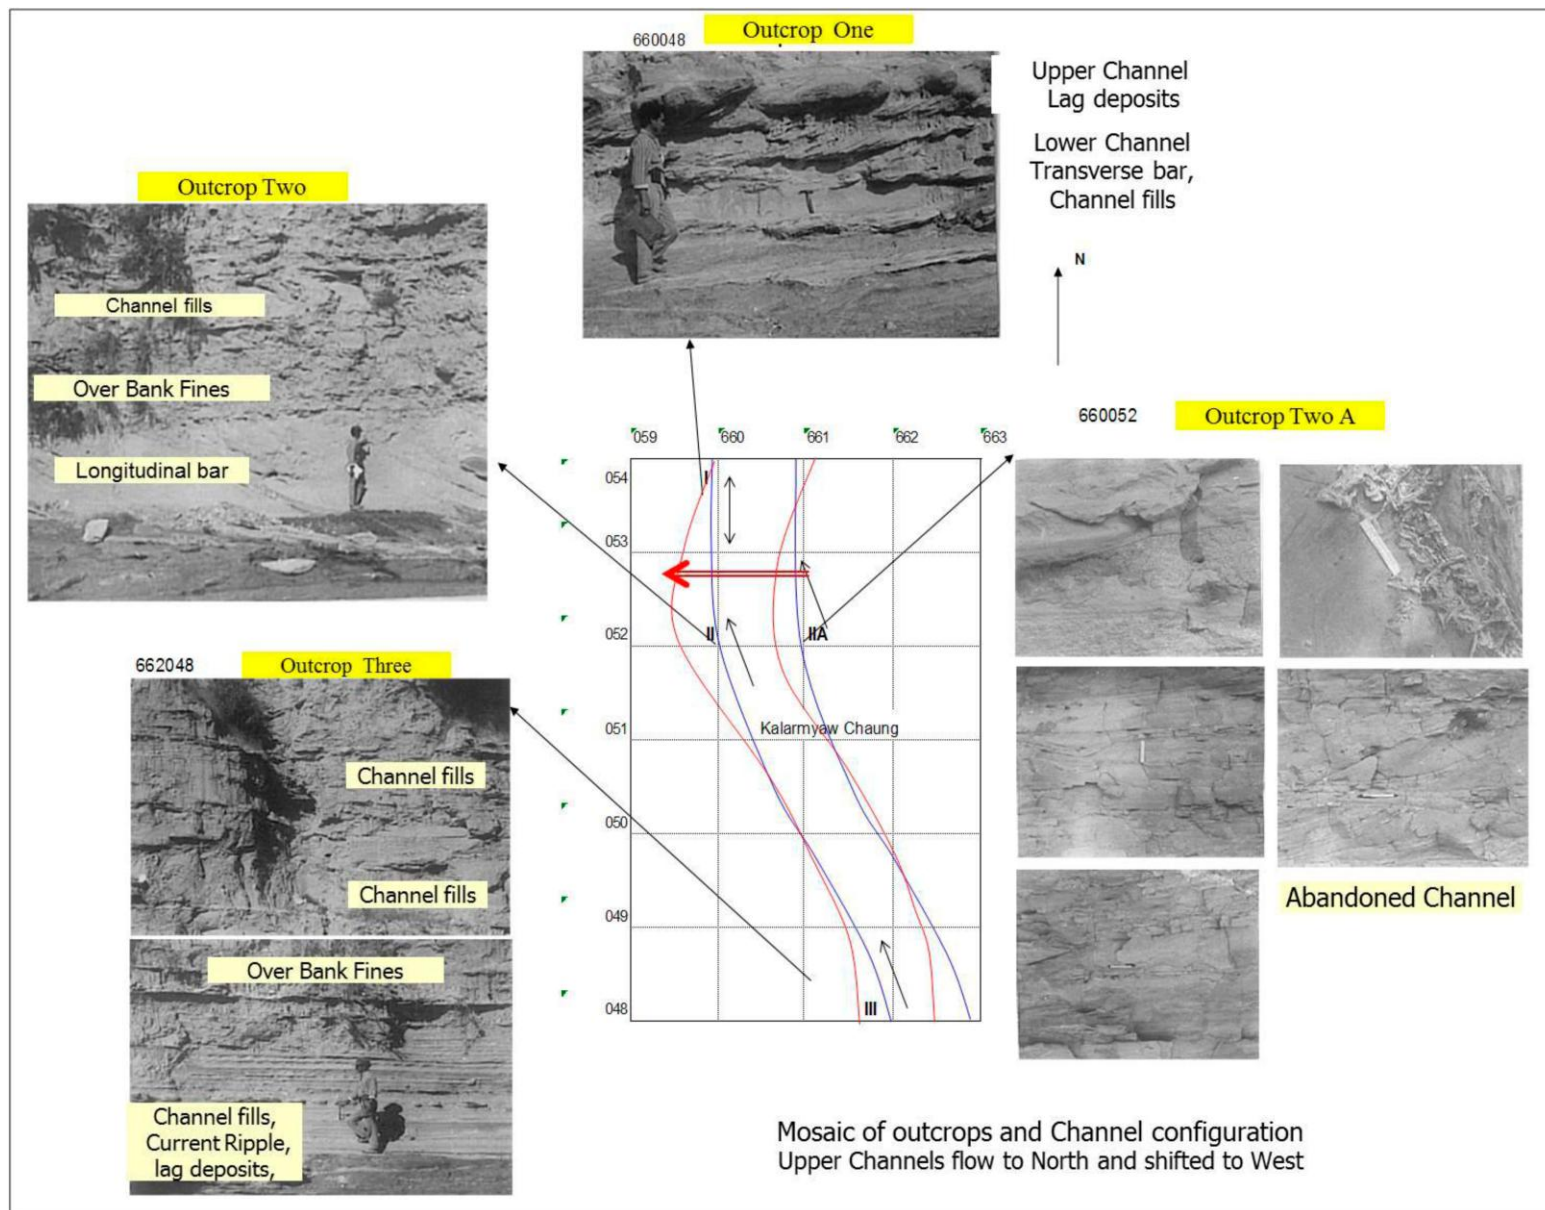 660048
Outcrop One
Upper Channel
Lag deposits
Lower Channel
Transverse bar,
Channel fills
Outcrop Two
Channel fills
Over Bank Fines
Longitudinal bar
N
660052
Outcrop Two A
059 660 661 662 663
054
I
053
052
II
IIA
051
Kalarmyaw Chaung
050
049
048
III
662048
Outcrop Three
Channel fills
Channel fills
Over Bank Fines
Channel fills,
Current Ripple,
lag deposits,
Abandoned Channel
Mosaic of outcrops and Channel configuration
Upper Channels flow to North and shifted to West